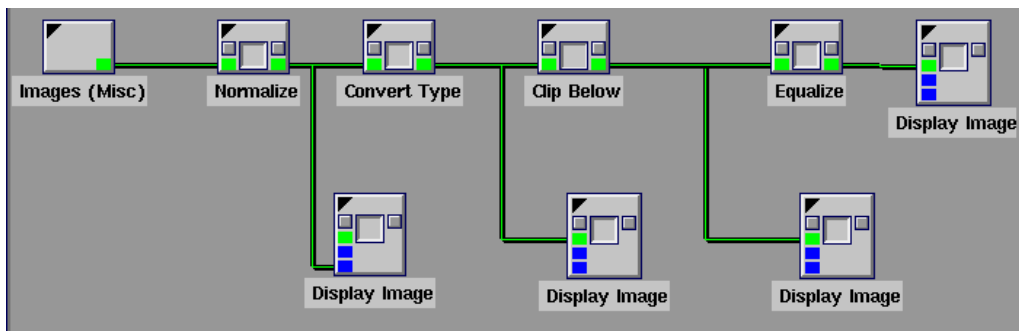 Images (Misc)
Normalize
Convert Type
Clip Below
Equalize
Display Image
Display Image
Display Image
Display Image